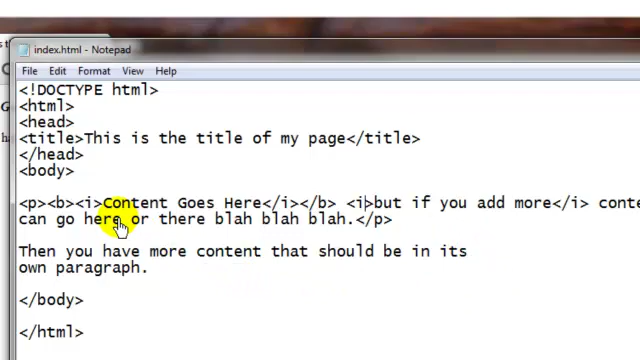 index.html - Notepad
File Edit Format View Help
<!DOCTYPE html>
<html>
<head>
<title>This is the title of my page</title>
</head>
<body>
<p><b><i>Content Goes Here</i></b> <i>but if you add more</i> conte
can go here or there blah blah blah.</p>
Then you have more content that should be in its
own paragraph.
</body>
</html>